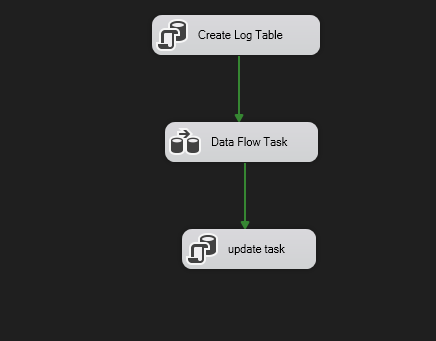 Create Log Table
Data Flow Task
update task